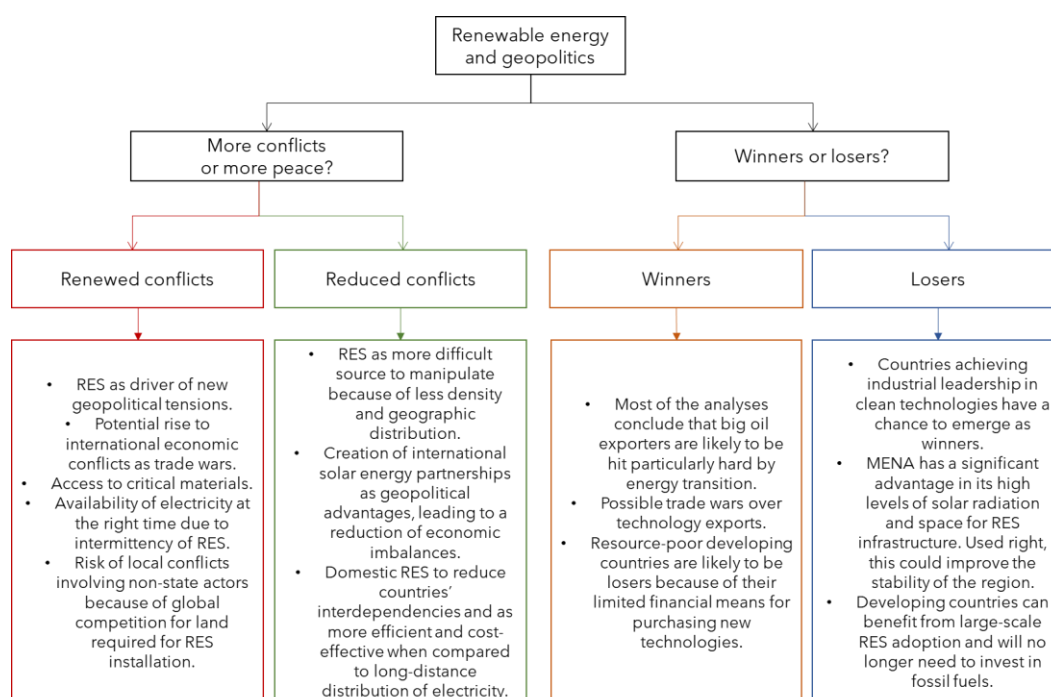 Renewable energy
and geopolitics
More conflicts
or more peace?
Winners or losers?
Renewed conflicts
Reduced conflicts
Winners
Losers
• RES as driver of new
geopolitical tensions.
• Potential rise to
international economic
conflicts as trade wars.
• Access to critical materials.
• Availability of electricity at
the right time due to
intermittency of RES.
• Risk of local conflicts
involving non-state actors
because of global
competition for land
required for RES
installation.
• RES as more difficult
source to manipulate
because of less density
and geographic
distribution.
• Creation of international
solar energy partnerships
as geopolitical
advantages, leading to a
reduction of economic
imbalances.
• Domestic RES to reduce
countries’
interdependencies and as
more efficient and cost-
effective when compared
to long-distance
distribution of electricity.
• Most of the analyses
conclude that big oil
exporters are likely to be
hit particularly hard by
energy transition.
• Possible trade wars over
technology exports.
• Resource-poor developing
countries are likely to be
losers because of their
limited financial means for
purchasing new
technologies.
• Countries achieving
industrial leadership in
clean technologies have a
chance to emerge as
winners.
• MENA has a significant
advantage in its high
levels of solar radiation
and space for RES
infrastructure. Used right,
this could improve the
stability of the region.
• Developing countries can
benefit from large-scale
RES adoption and will no
longer need to invest in
fossil fuels.